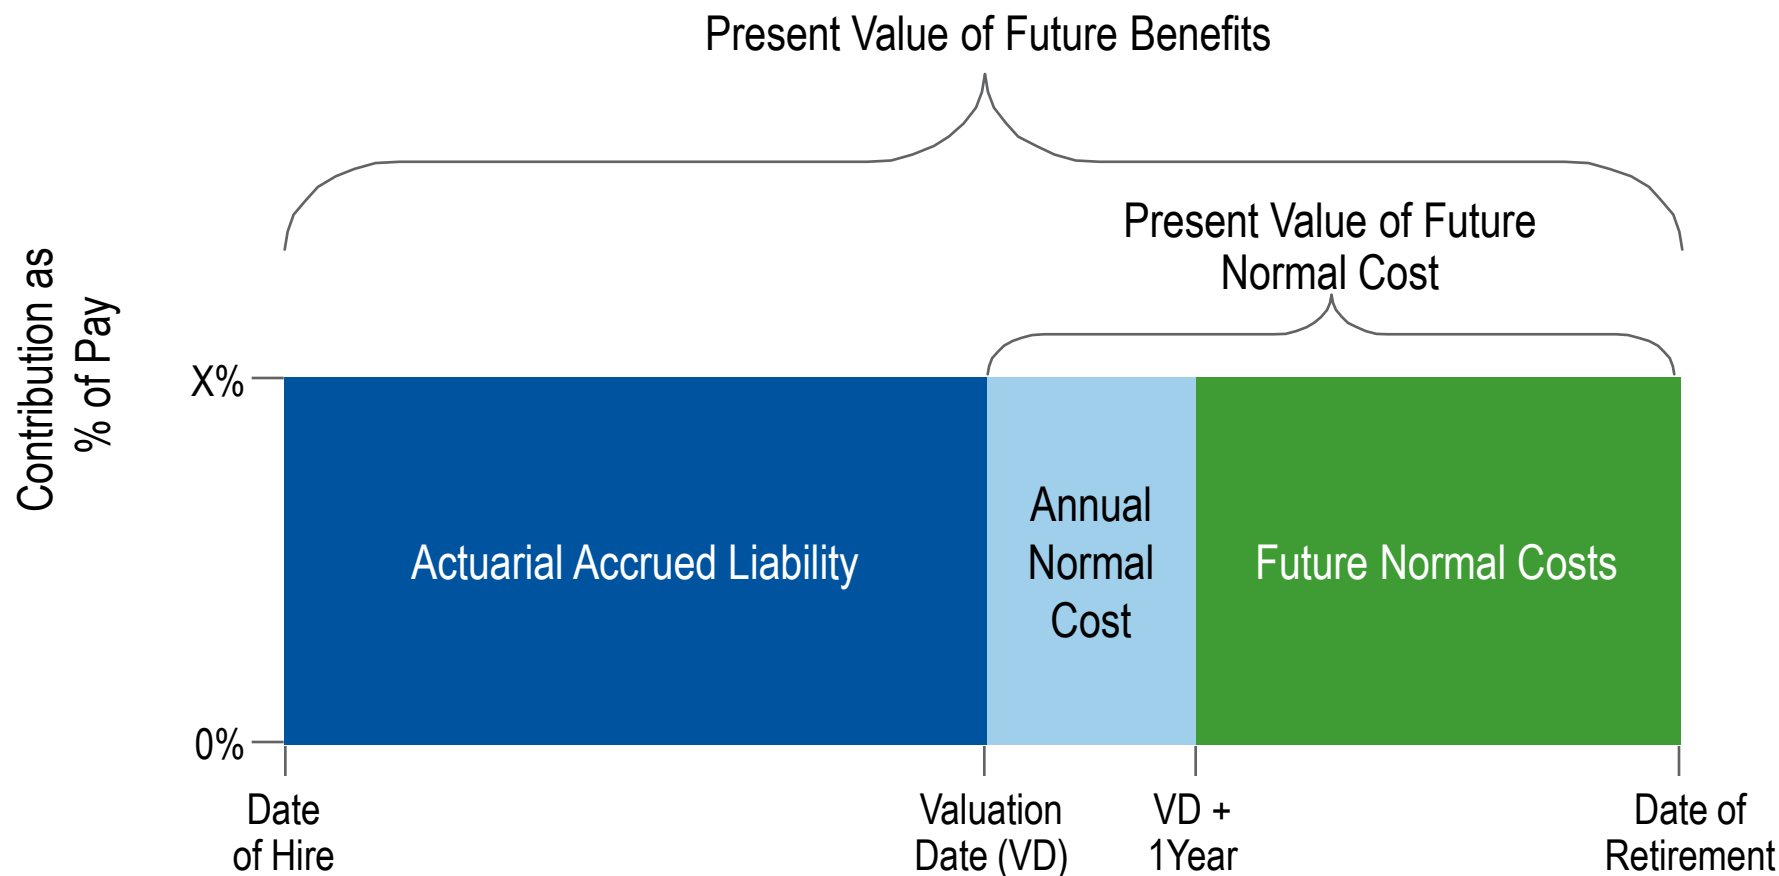 Present Value of Future Benefits
Present Value of Future
Normal Cost
Contribution as
% of Pay
X%
0%
Actuarial Accrued Liability
Annual
Normal
Cost
Future Normal Costs
Date
of Hire
Valuation
Date (VD)
VD +
1Year
Date of
Retirement